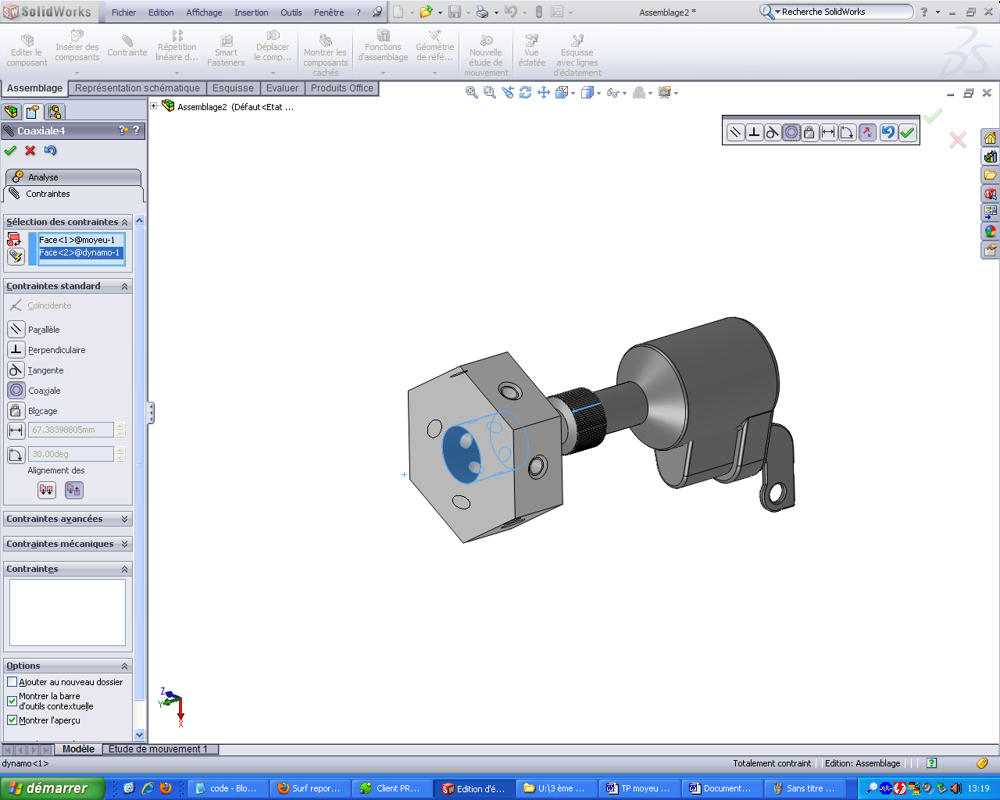 SolidWorks
Fichier Edition Affichage Insertion Outils Fenêtre ?
Assemblage2 *
Recherche SolidWorks
Editer le composant
Insérer des composants
Contrainte
Répétition linéaire d...
Smart Fasteners
Déplacer le comp...
Montrer les composants cachés
Fonctions d'assemblage
Géométrie de réfé...
Nouvelle étude de mouvement
Vue éclatée
Esquisse avec lignes d'éclatement
Assemblage Représentation schématique Esquisse Evaluer Produits Office
Assemblage2 (Défaut<Etat ...
Coaxiale4
Analyse
Contraintes
Sélection des contraintes
Face<1>@moyeu-1
Face<2>@dynamo-1
Contraintes standard
Coïncidente
Parallèle
Perpendiculaire
Tangente
Coaxiale
Blocage
67.38398805mm
30.00deg
Alignement des
Contraintes avancées
Contraintes mécaniques
Contraintes
Options
Ajouter au nouveau dossier
Montrer la barre
d'outils contextuelle
Montrer l'aperçu
Z
Y
X
Modèle Etude de mouvement 1
dynamo<1>
Totalement contraint Edition: Assemblage
démarrer
code - Blo... Surf repor... Client PR... Edition d'é... U:\3 ème ... TP moyeu ... Document... Sans titre ...
13:19